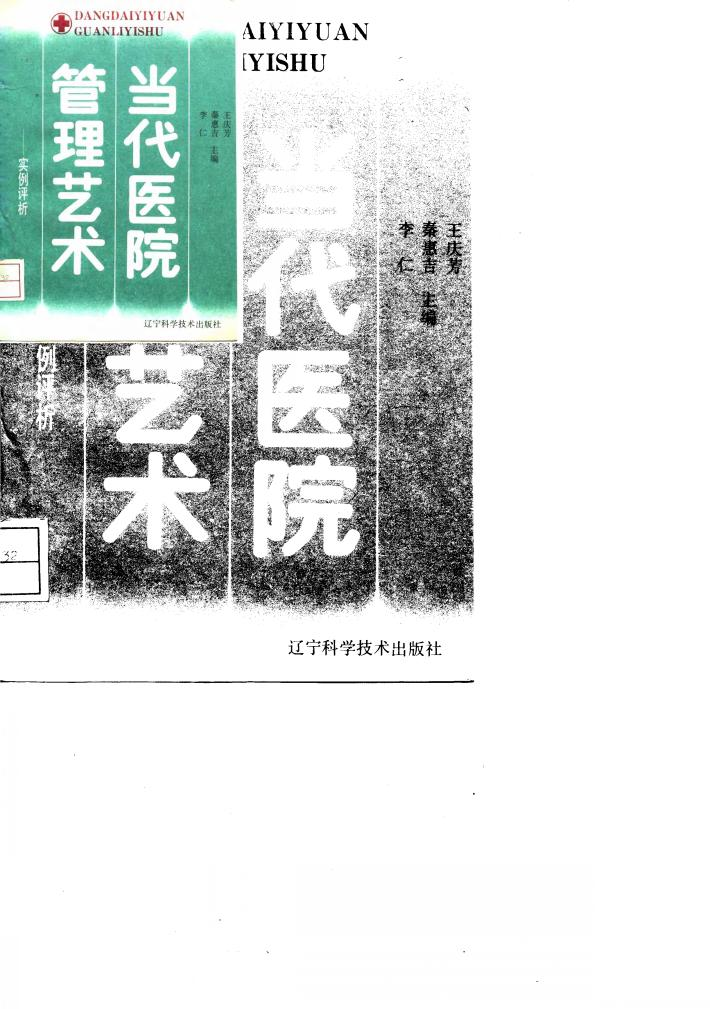 DANGDAIYIYUAN
GUANLIYISHU
当代医院
管理艺术
——实例评析
王庆芳
秦惠吉 主编
李仁
辽宁科学技术出版社
32
AIYIYUAN
IYISHU
当代医院
艺术
例评析
王庆芳
秦惠吉 主编
李仁
辽宁科学技术出版社
32